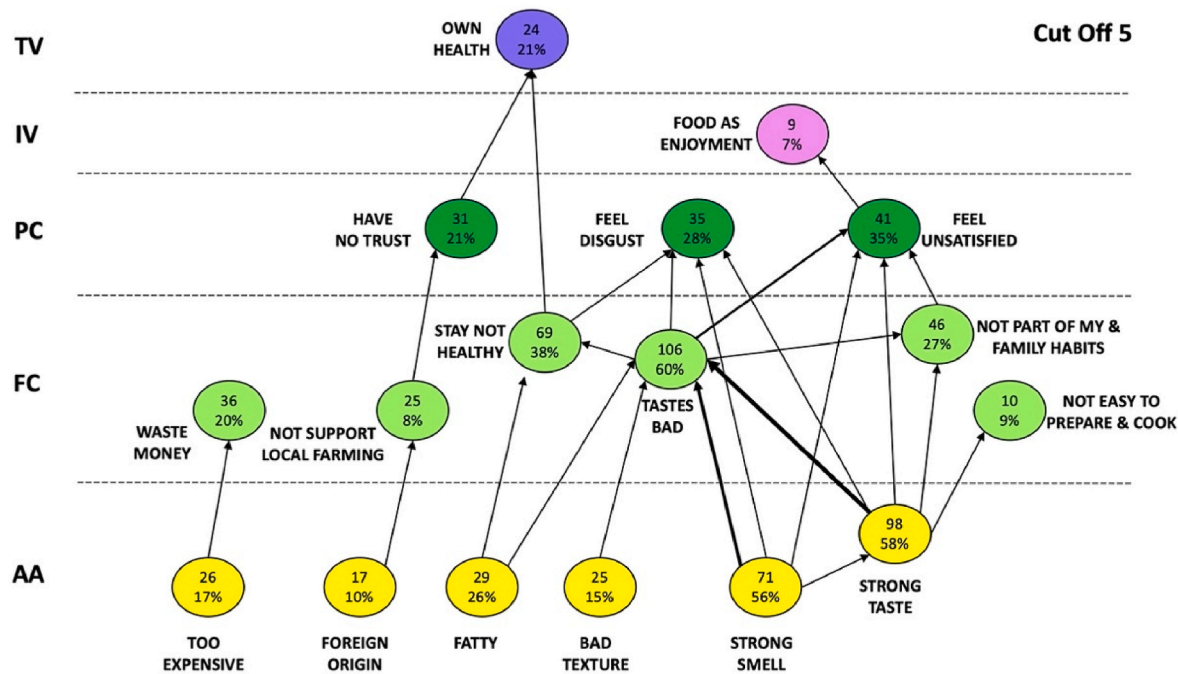 TV
OWN
HEALTH
24
21%
Cut Off 5
IV
FOOD AS
ENJOYMENT
9
7%
PC
HAVE
NO TRUST
31
21%
FEEL
DISGUST
35
28%
41
35%
FEEL
UNSATISFIED
FC
STAY NOT
HEALTHY
69
38%
106
60%
TASTES
BAD
46
27%
NOT PART OF MY &
FAMILY HABITS
WASTE
MONEY
36
20%
NOT SUPPORT
LOCAL FARMING
25
8%
10
9%
NOT EASY TO
PREPARE & COOK
AA
26
17%
TOO
EXPENSIVE
17
10%
FOREIGN
ORIGIN
29
26%
FATTY
25
15%
BAD
TEXTURE
71
56%
STRONG
SMELL
98
58%
STRONG
TASTE